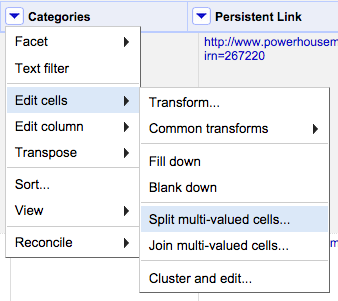 Categories
Persistent Link
http://www.powerhousem
irn=267220
Facet
Text filter
Edit cells
Edit column
Transpose
Sort...
View
Reconcile
Transform...
Common transforms
Fill down
Blank down
Split multi-valued cells...
Join multi-valued cells...
Cluster and edit...